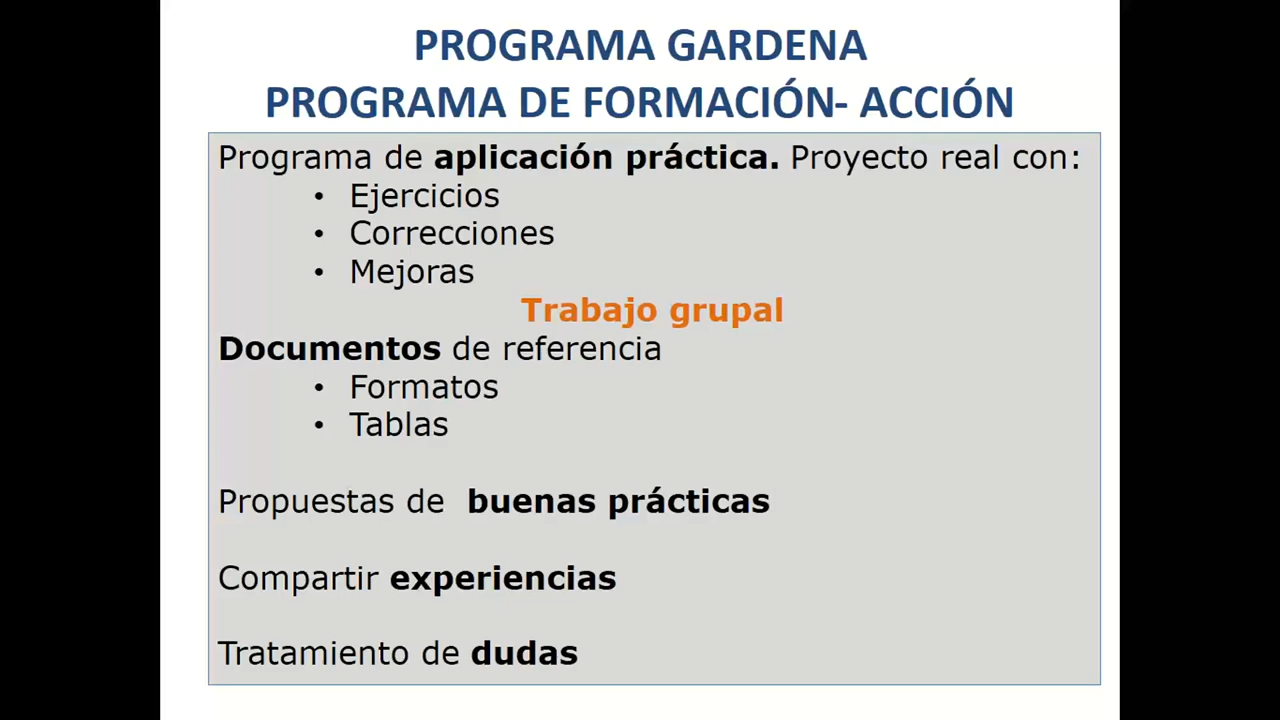 PROGRAMA GARDENA
PROGRAMA DE FORMACIÓN- ACCIÓN
Programa de aplicación práctica. Proyecto real con:
• Ejercicios
• Correcciones
• Mejoras
Trabajo grupal
Documentos de referencia
• Formatos
• Tablas
Propuestas de buenas prácticas
Compartir experiencias
Tratamiento de dudas